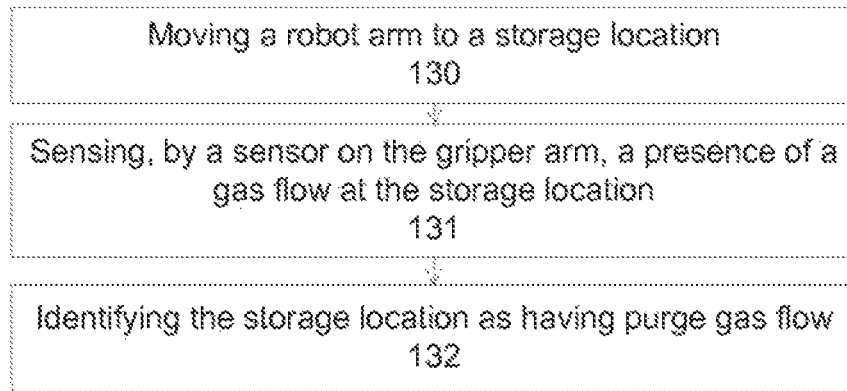 Moving a robot arm to a storage location
130
Sensing, by a sensor on the gripper arm, a presence of a
gas flow at the storage location
131
Identifying the storage location as having purge gas flow
132